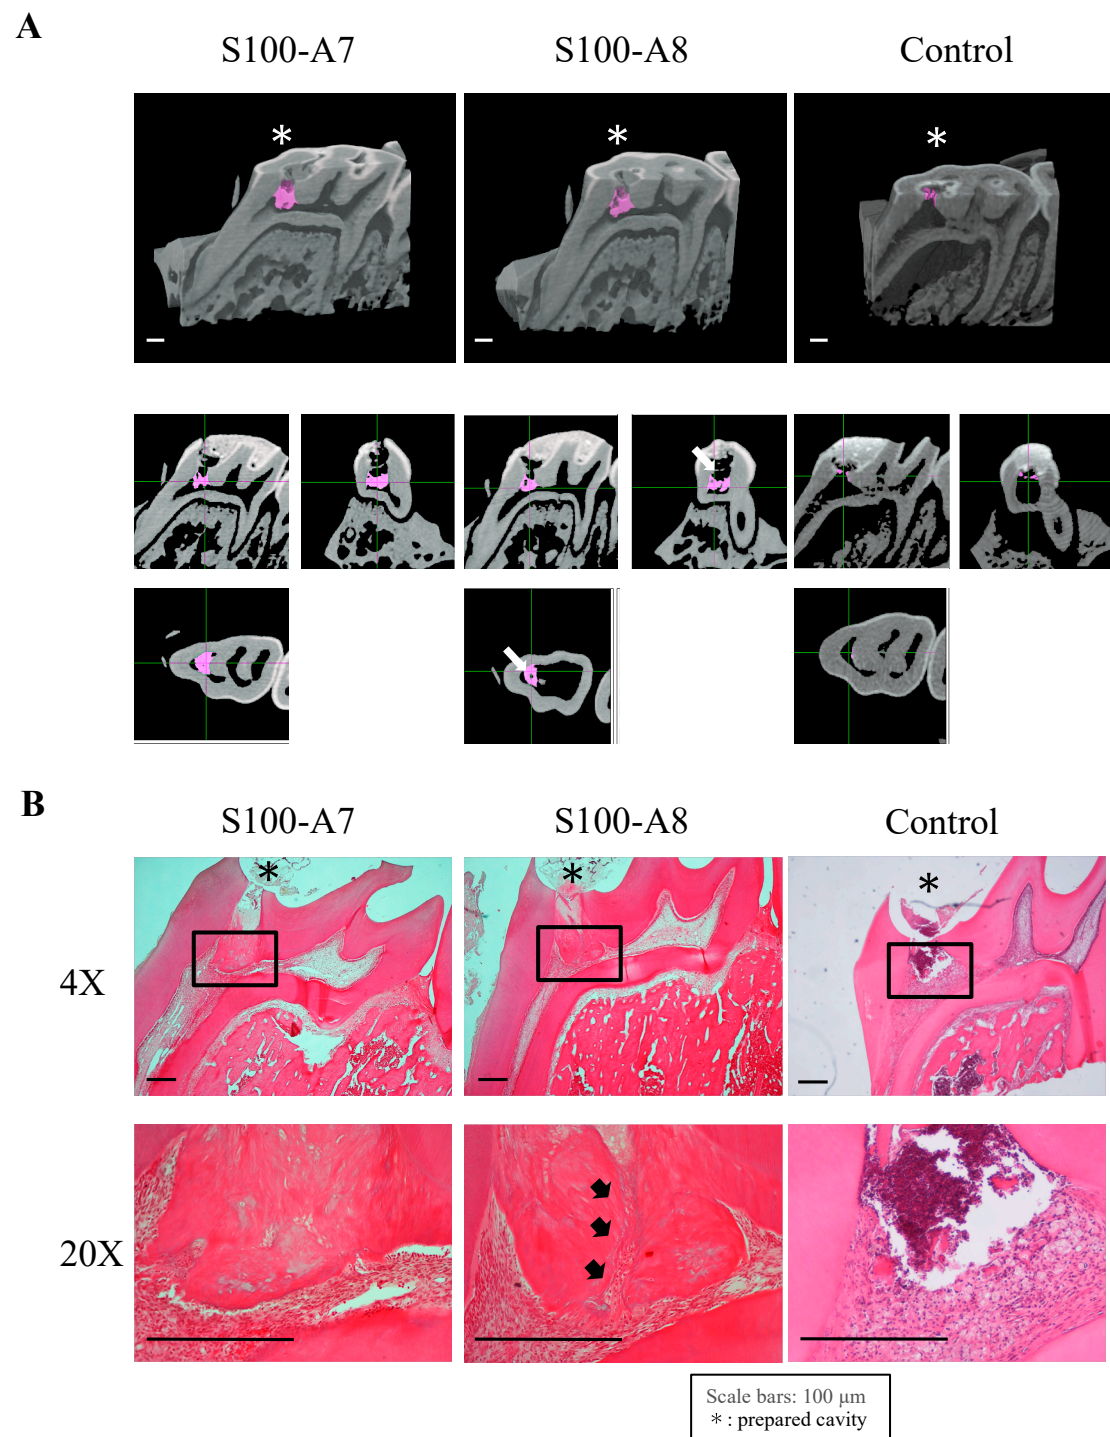 A
S100-A7 S100-A8 Control
* * *
B
S100-A7 S100-A8 Control
* * *
4X
20X
Scale bars: 100 μm
* : prepared cavity